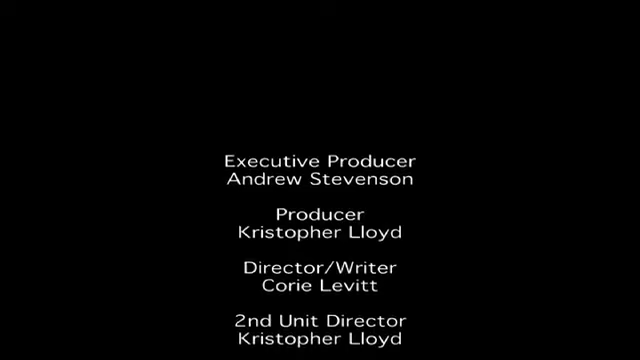 Executive Producer
Andrew Stevenson
Producer
Kristopher Lloyd
Director/Writer
Corie Levitt
2nd Unit Director
Kristopher Lloyd